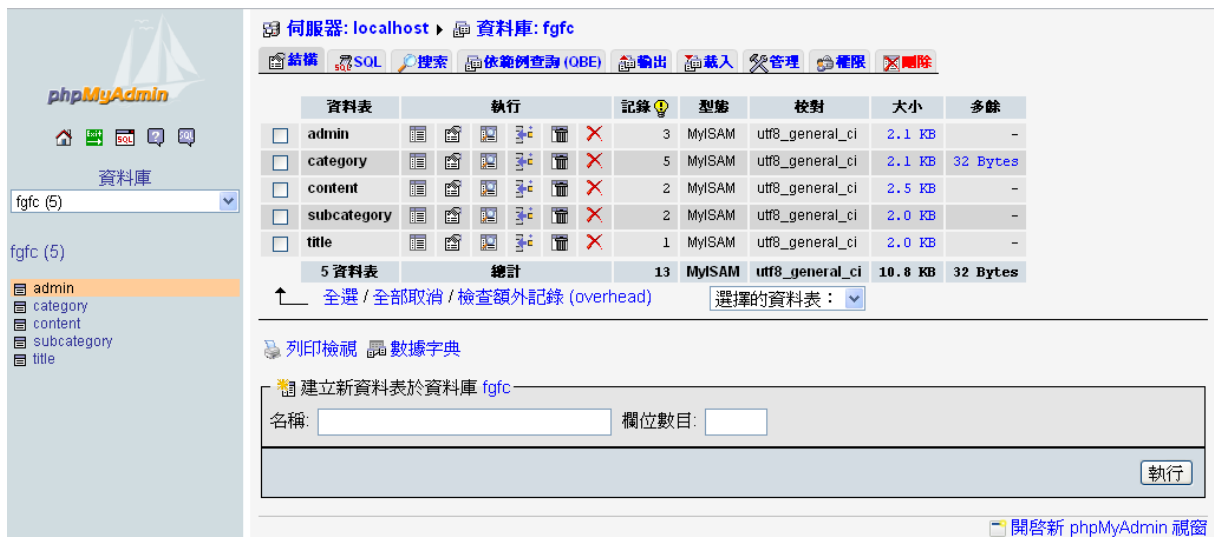 phpMyAdmin
資料庫
fgfc (5)
fgfc (5)
admin
category
content
subcategory
title
伺服器: localhost ▸ 資料庫: fgfc
結構 SQL 搜索 依範例查詢 (QBE) 輸出 載入 管理 權限 刪除
資料表 執行 記錄 型態 校對 大小 多餘
admin 3 MyISAM utf8_general_ci 2.1 KB -
category 5 MyISAM utf8_general_ci 2.1 KB 32 Bytes
content 2 MyISAM utf8_general_ci 2.5 KB -
subcategory 2 MyISAM utf8_general_ci 2.0 KB -
title 1 MyISAM utf8_general_ci 2.0 KB -
5 資料表 總計 13 MyISAM utf8_general_ci 10.8 KB 32 Bytes
全選 / 全部取消 / 檢查額外記錄 (overhead) 選擇的資料表：
列印檢視 數據字典
建立新資料表於資料庫 fgfc
名稱: 欄位數目:
執行
開啓新 phpMyAdmin 視窗